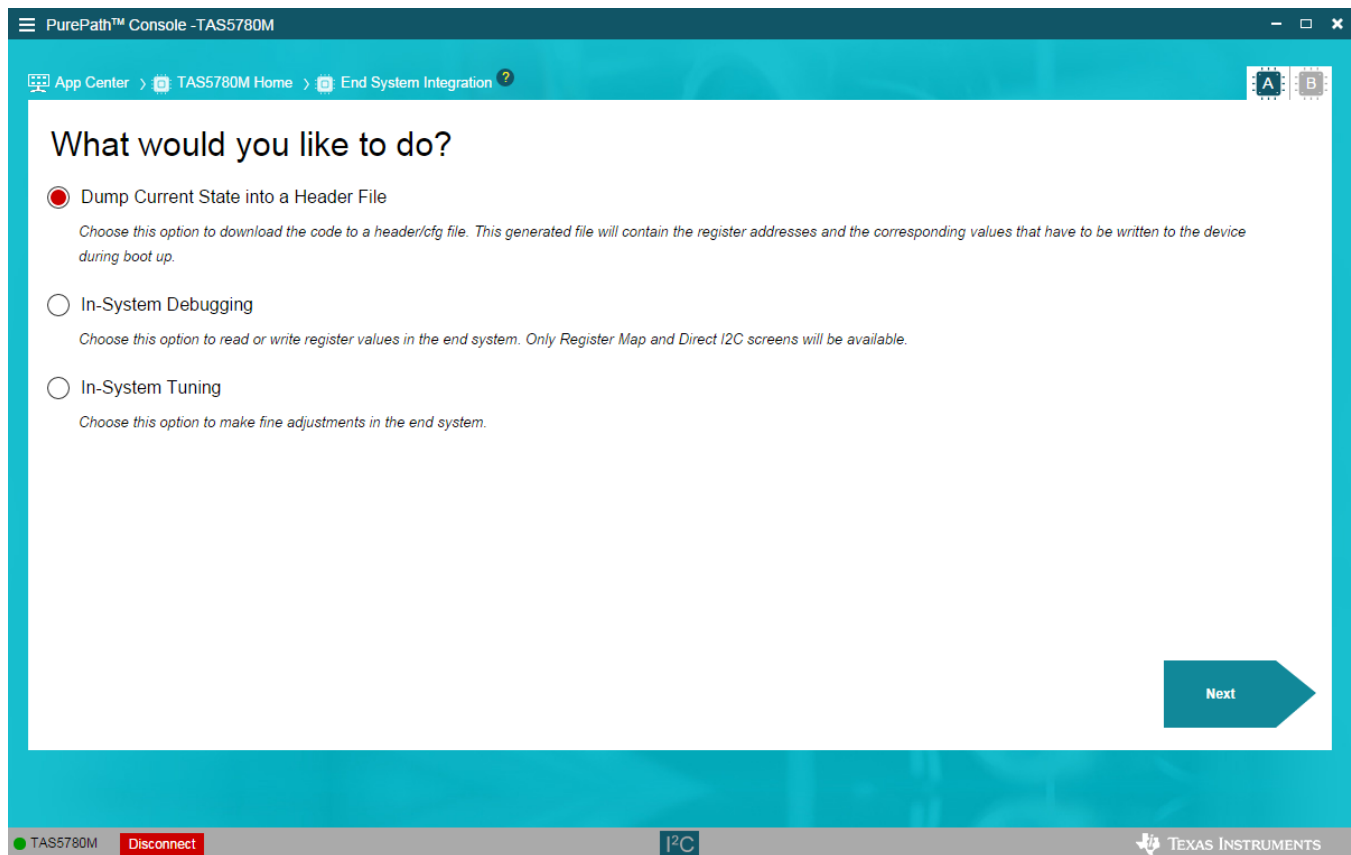 PurePath™ Console -TAS5780M
App Center > TAS5780M Home > End System Integration ?
A B
What would you like to do?
Dump Current State into a Header File
Choose this option to download the code to a header/cfg file. This generated file will contain the register addresses and the corresponding values that have to be written to the device
during boot up.
In-System Debugging
Choose this option to read or write register values in the end system. Only Register Map and Direct I2C screens will be available.
In-System Tuning
Choose this option to make fine adjustments in the end system.
Next
TAS5780M Disconnect I²C TEXAS INSTRUMENTS